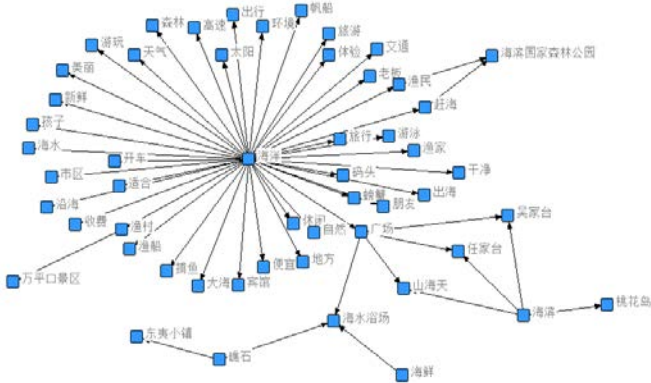 帆船
出行
森林
高速
环境
旅游
游玩
天气
太阳
体验
交通
海滨国家森林公园
美丽
老板
渔民
新鲜
赶海
孩子
旅行
游泳
海水
开车
海洋
渔家
市区
适合
码头
干净
沿海
螃蟹
出海
朋友
收费
渔村
休闲
自然
广场
吴家台
渔船
任家台
捕鱼
便宜
地方
万平口景区
大海
宾馆
山海天
桃花岛
海滨
海水浴场
东夷小镇
礁石
海鲜